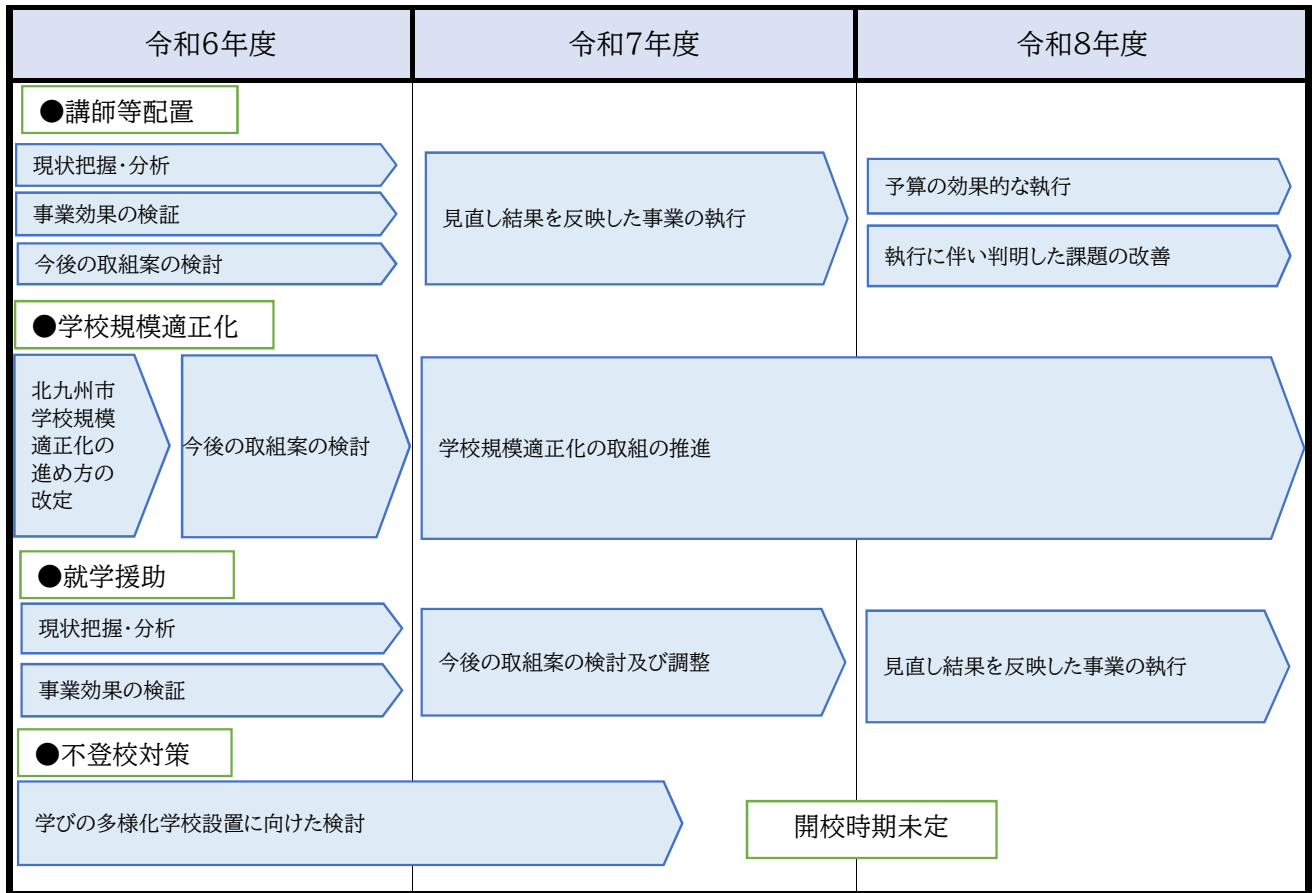 令和6年度
令和7年度
令和8年度
●講師等配置
現状把握・分析
事業効果の検証
今後の取組案の検討
見直し結果を反映した事業の執行
予算の効果的な執行
執行に伴い判明した課題の改善
●学校規模適正化
北九州市
学校規模
適正化の
進め方の
改定
今後の取組案の検討
学校規模適正化の取組の推進
●就学援助
現状把握・分析
事業効果の検証
今後の取組案の検討及び調整
見直し結果を反映した事業の執行
●不登校対策
学びの多様化学校設置に向けた検討
開校時期未定